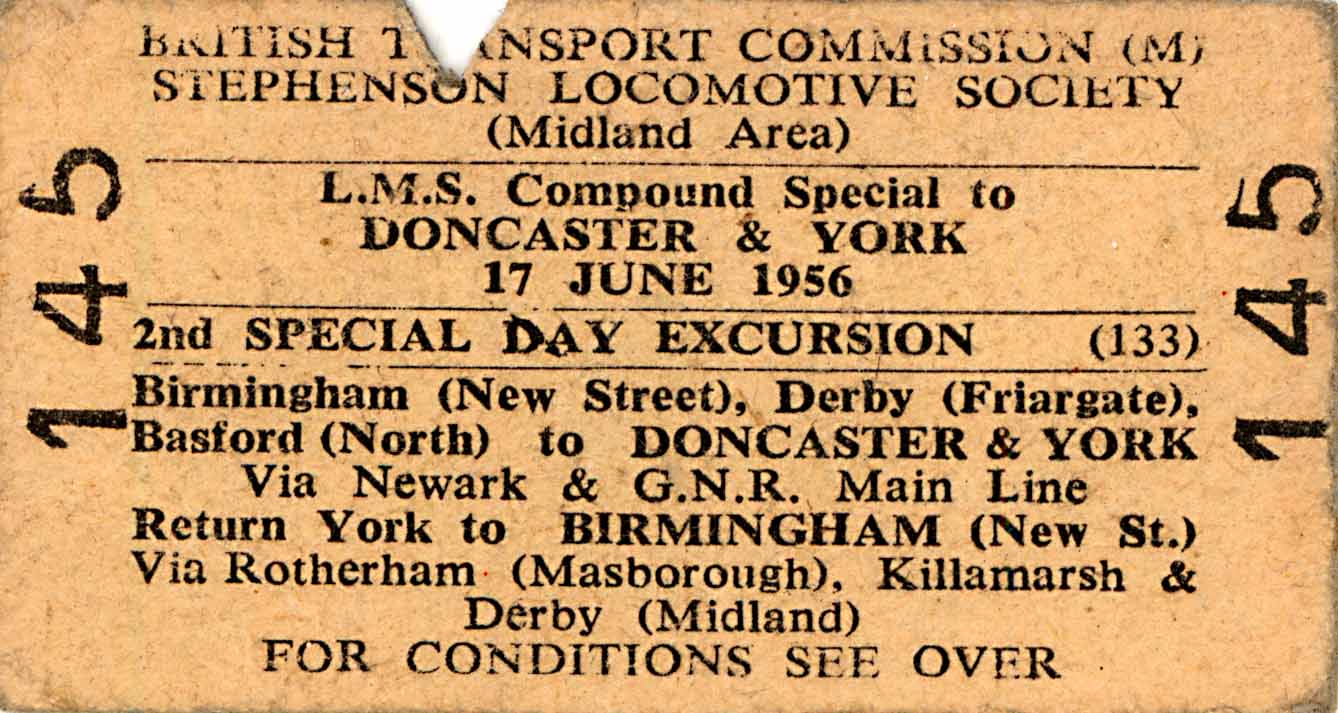 BRITISH TRANSPORT COMMISSION (M)
STEPHENSON LOCOMOTIVE SOCIETY
(Midland Area)
L.M.S. Compound Special to
DONCASTER & YORK
17 JUNE 1956
2nd SPECIAL DAY EXCURSION (133)
Birmingham (New Street), Derby (Friargate),
Basford (North) to DONCASTER & YORK
Via Newark & G.N.R. Main Line
Return York to BIRMINGHAM (New St.)
Via Rotherham (Masborough), Killamarsh &
Derby (Midland)
FOR CONDITIONS SEE OVER
145
145